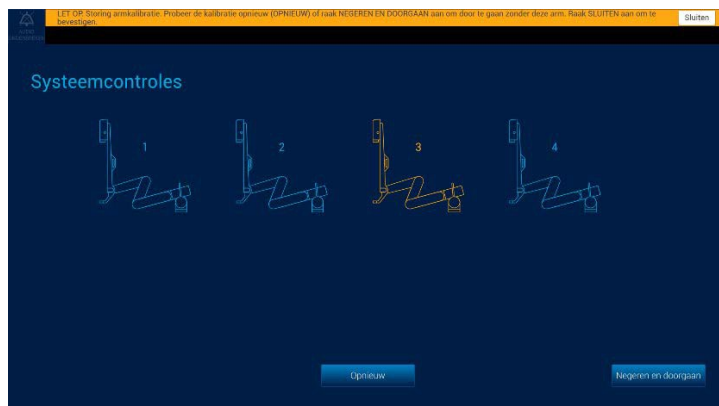 LET OP. Storing armkalibratie. Probeer de kalibratie opnieuw (OPNIEUW) of raak NEGEREN EN DOORGAAN aan om door te gaan zonder deze arm. Raak SLUITEN aan om te
bevestigen.
Sluiten
Systeemcontroles
1
2
3
4
Opnieuw
Negeren en doorgaan